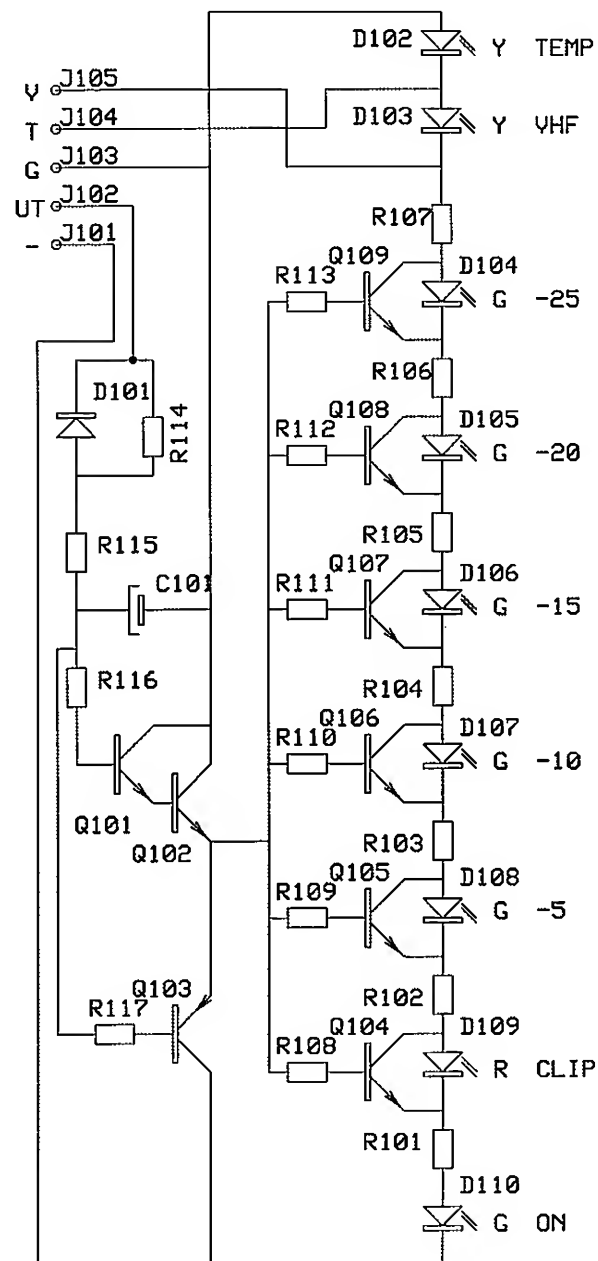 D102 Y TEMP
V J105
T J104
D103 Y VHF
G J103
UT J102
- J101
R107
Q109
R113
D104
G -25
D101
R114
R106
Q108
R112
D105
G -20
R115
R105
Q107
C101
R111
D106
G -15
R116
R104
Q106
R110
D107
G -10
Q101
Q102
R103
Q105
R109
D108
G -5
Q103
R102
R117
Q104
R108
D109
R CLIP
R101
D110
G ON